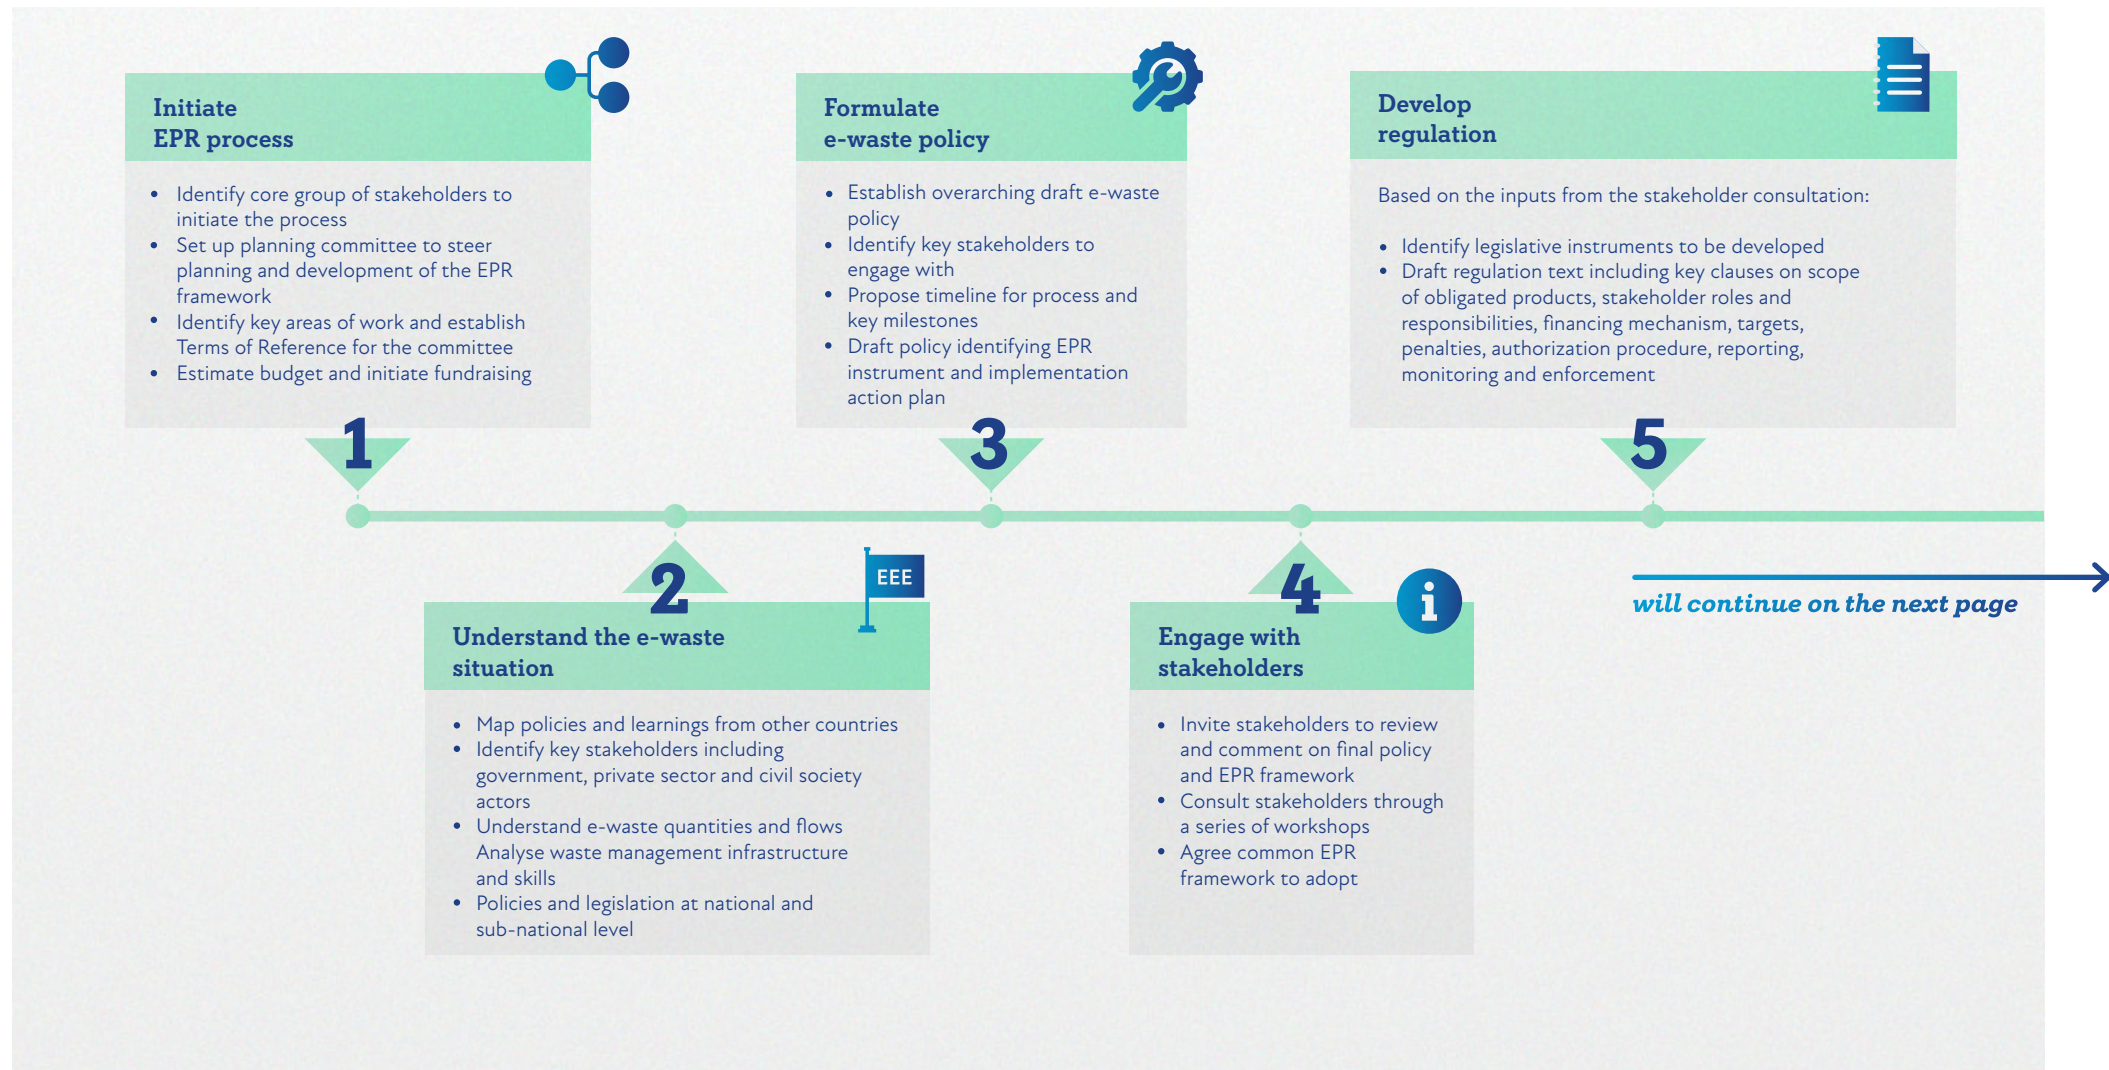 Initiate
EPR process
• Identify core group of stakeholders to
initiate the process
• Set up planning committee to steer
planning and development of the EPR
framework
• Identify key areas of work and establish
Terms of Reference for the committee
• Estimate budget and initiate fundraising
1
EEE
2
Understand the e-waste
situation
• Map policies and learnings from other countries
• Identify key stakeholders including
government, private sector and civil society
actors
• Understand e-waste quantities and flows
Analyse waste management infrastructure
and skills
• Policies and legislation at national and
sub-national level
Formulate
e-waste policy
• Establish overarching draft e-waste
policy
• Identify key stakeholders to
engage with
• Propose timeline for process and
key milestones
• Draft policy identifying EPR
instrument and implementation
action plan
3
4
i
Engage with
stakeholders
• Invite stakeholders to review
and comment on final policy
and EPR framework
• Consult stakeholders through
a series of workshops
• Agree common EPR
framework to adopt
Develop
regulation
Based on the inputs from the stakeholder consultation:
• Identify legislative instruments to be developed
• Draft regulation text including key clauses on scope
of obligated products, stakeholder roles and
responsibilities, financing mechanism, targets,
penalties, authorization procedure, reporting,
monitoring and enforcement
5
will continue on the next page